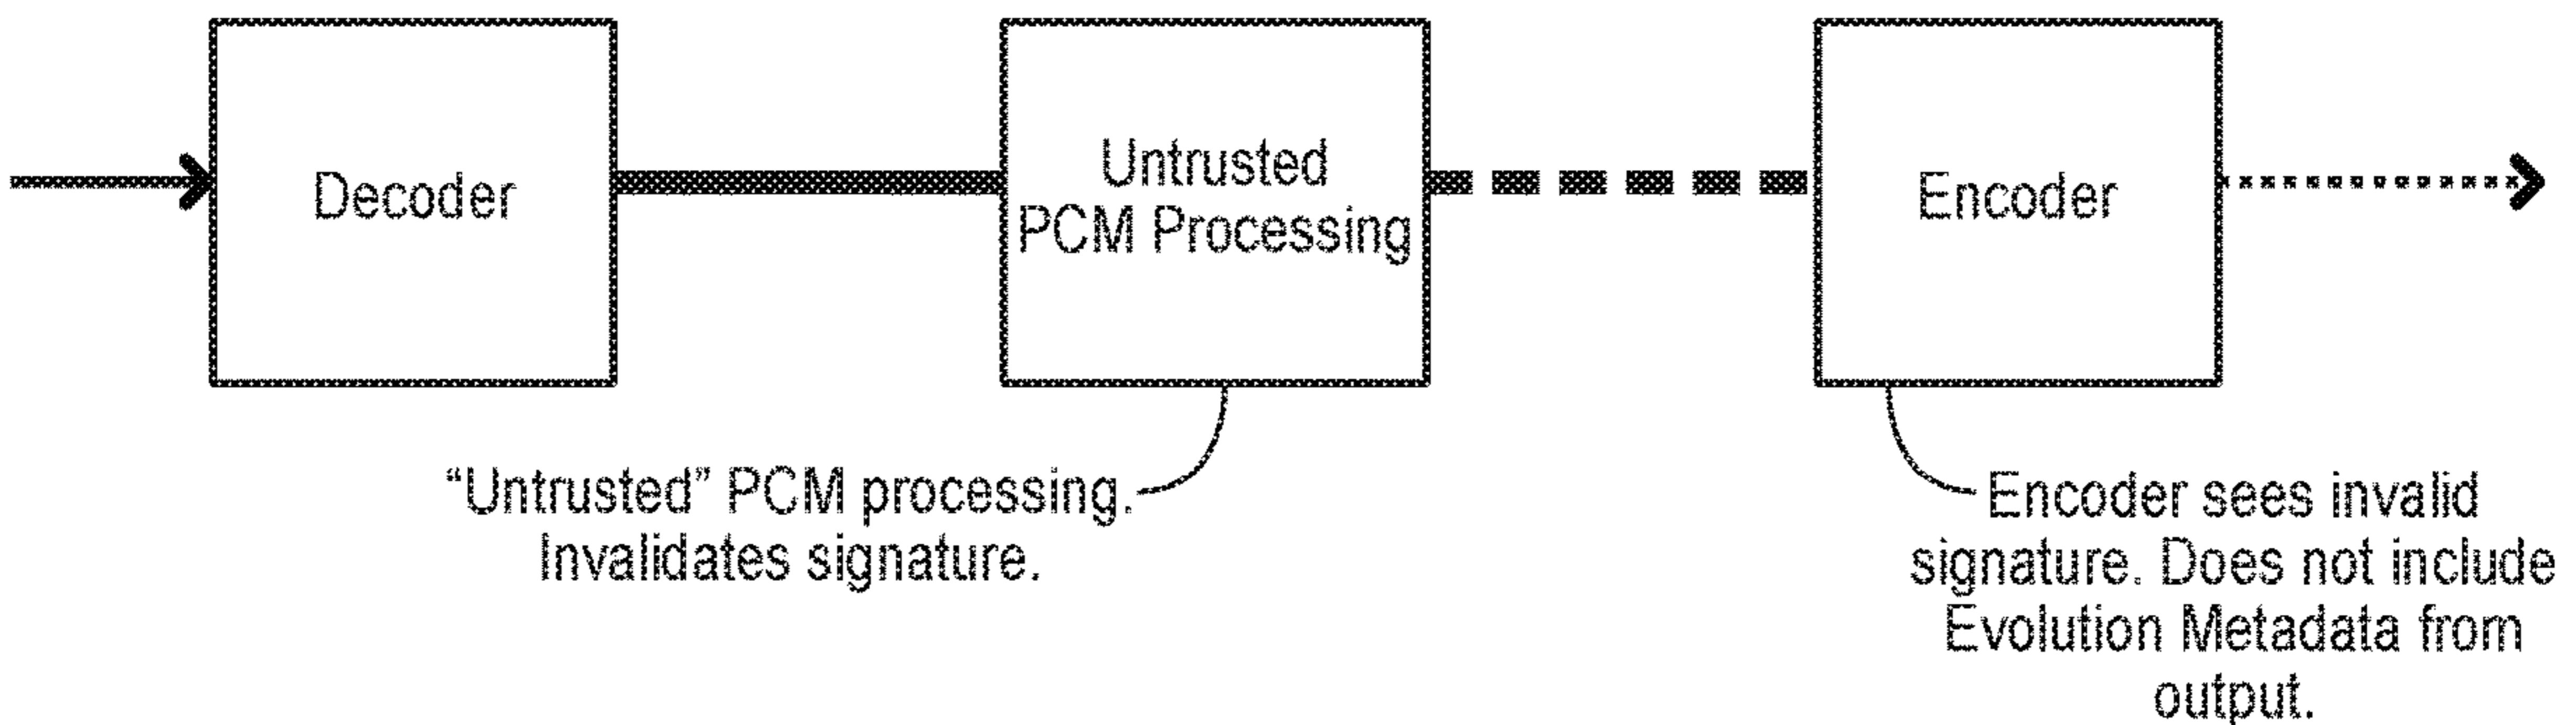 Decoder
Untrusted
PCM Processing
Encoder
“Untrusted” PCM processing.
Invalidates signature.
Encoder sees invalid
signature. Does not include
Evolution Metadata from
output.